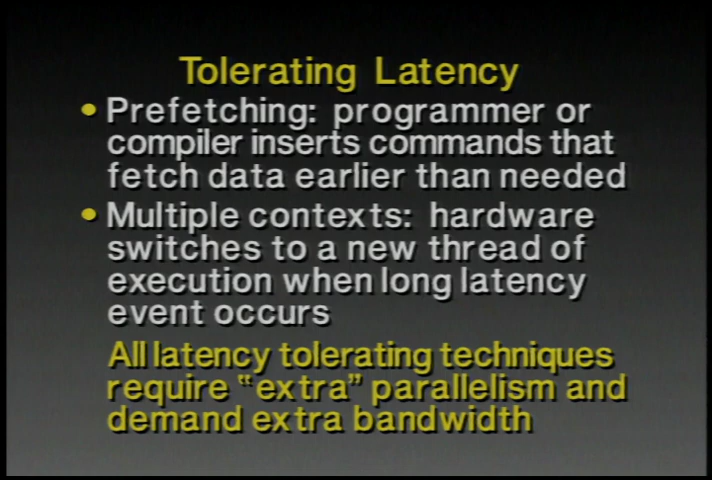 Tolerating Latency
• Prefetching: programmer or
compiler inserts commands that
fetch data earlier than needed
• Multiple contexts: hardware
switches to a new thread of
execution when long latency
event occurs
All latency tolerating techniques
require “extra” parallelism and
demand extra bandwidth